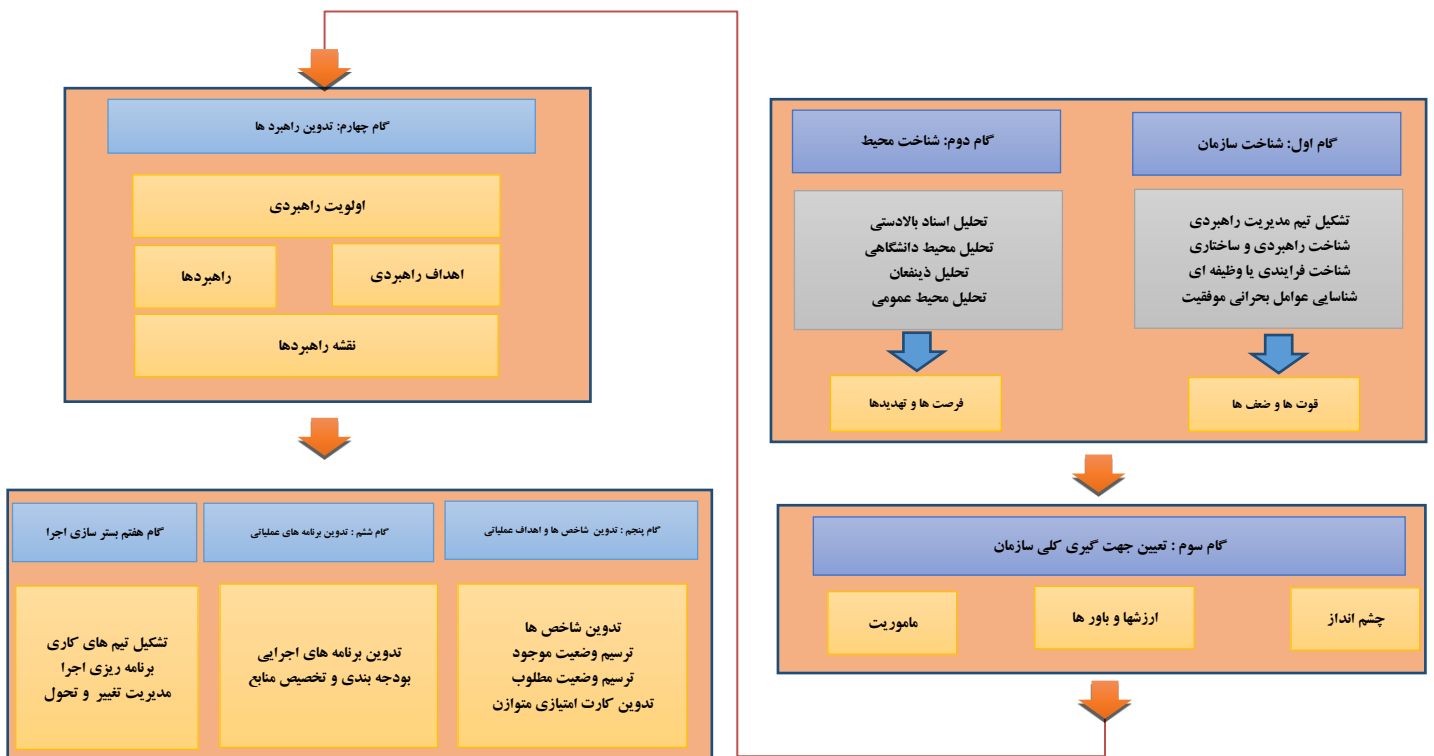 گام اول: شناخت سازمان
تشکیل تیم مدیریت راهبردی
شناخت راهبردی و ساختاری
شناخت فرایندی یا وظیفه ای
شناسایی عوامل بحرانی موفقیت
قوت ها و ضعف ها
گام دوم: شناخت محیط
تحلیل اسناد بالادستی
تحلیل محیط دانشگاهی
تحلیل ذینفعان
تحلیل محیط عمومی
فرصت ها و تهدیدها
گام سوم : تعیین جهت گیری کلی سازمان
چشم انداز
ارزشها و باور ها
ماموریت
گام چهارم: تدوین راهبرد ها
اولویت راهبردی
اهداف راهبردی
راهبردها
نقشه راهبردها
گام پنجم : تدوین شاخص ها و اهداف عملیاتی
تدوین شاخص ها
ترسیم وضعیت موجود
ترسیم وضعیت مطلوب
تدوین کارت امتیازی متوازن
گام ششم : تدوین برنامه های عملیاتی
تدوین برنامه های اجرایی
بودجه بندی و تخصیص منابع
گام هفتم بستر سازی اجرا
تشکیل تیم های کاری
برنامه ریزی اجرا
مدیریت تغییر و تحول